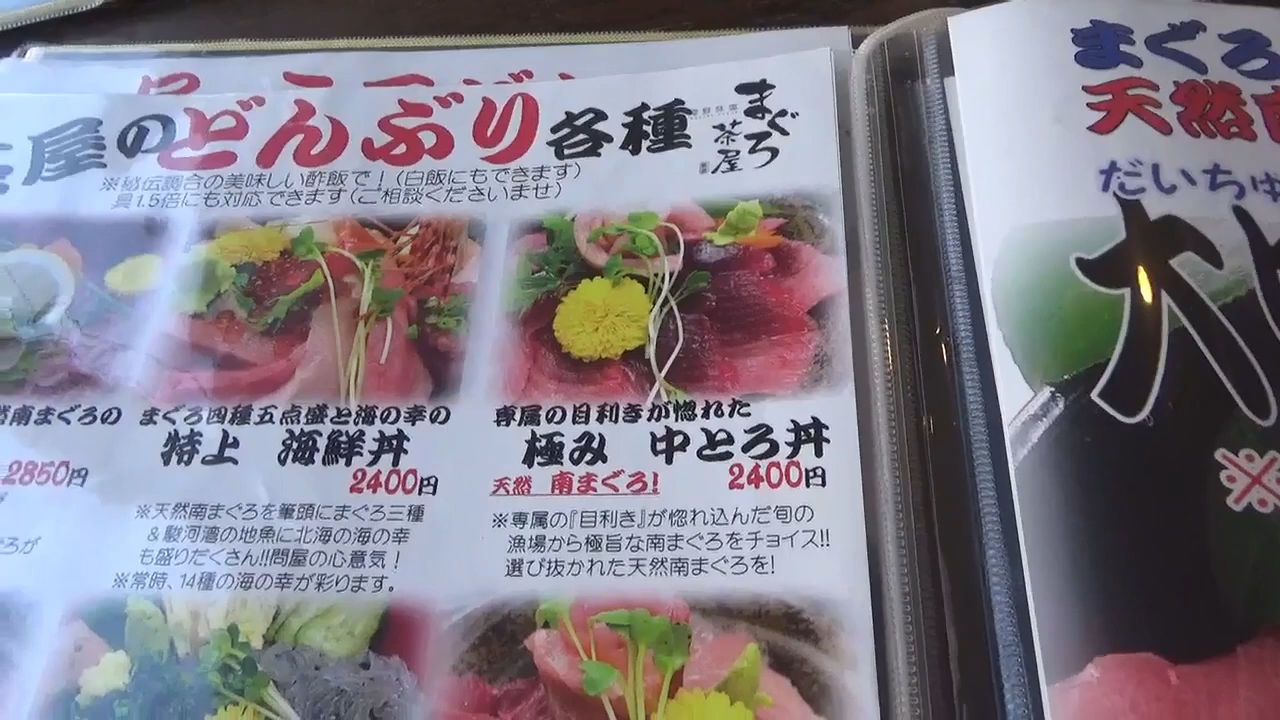 屋のどんぶり各種
まぐろ
茶屋
※秘伝調合の美味しい酢飯で！(白飯にもできます)
具1.5倍にも対応できます(ご相談くださいませ)
南まぐろの
2850円
まぐろ四種五点盛と海の幸の
特上 海鮮丼
2400円
※天然南まぐろを筆頭にまぐろ三種
＆駿河湾の地魚に北海の海の幸
も盛りだくさん!!問屋の心意気！
※常時、14種の海の幸が彩ります。
専属の目利きが惚れた
極み 中とろ丼
天然 南まぐろ! 2400円
※専属の『目利き』が惚れ込んだ旬の
漁場から極旨な南まぐろをチョイス!!
選び抜かれた天然南まぐろを!
まぐろ
天然
だいち
※